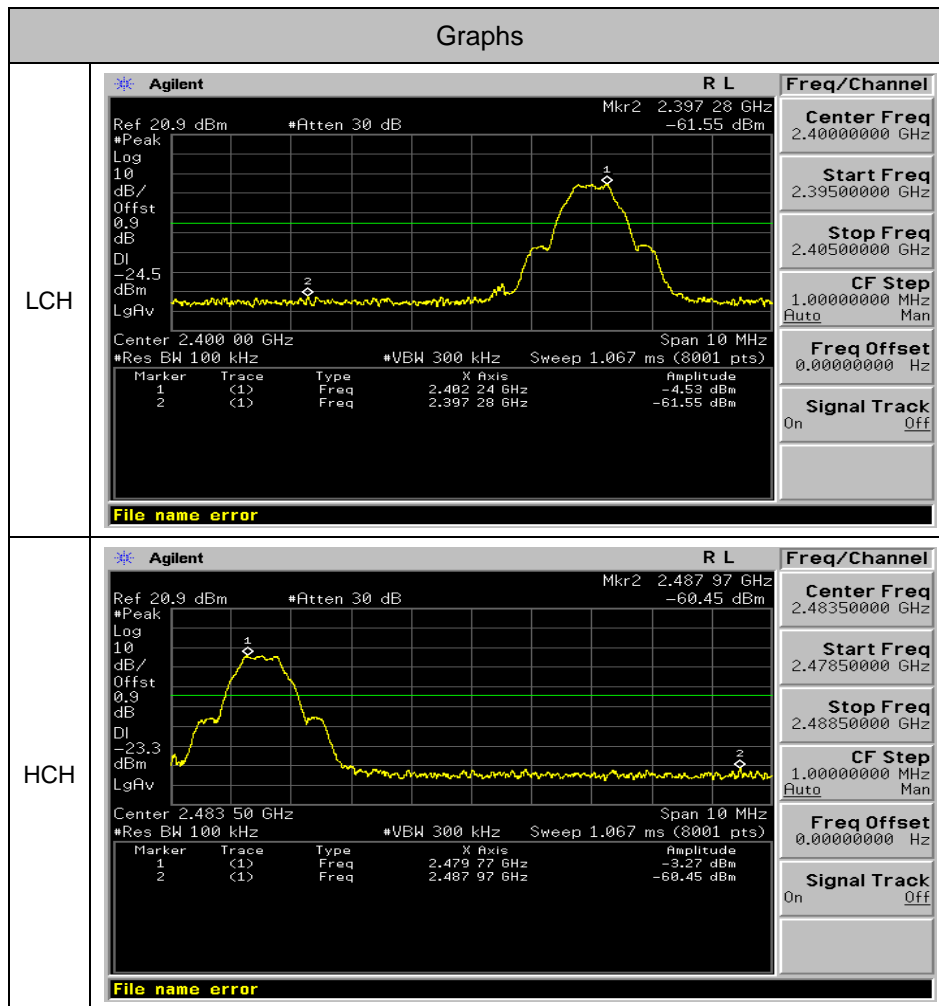 Graphs
LCH
Agilent R L Freq/Channel
Mkr2 2.397 28 GHz
Ref 20.9 dBm #Atten 30 dB -61.55 dBm
#Peak
Log
10
dB/
Offst
0.9
dB
DI
-24.5
dBm
LgAv
1
2
Center 2.400 00 GHz Span 10 MHz
#Res BW 100 kHz #VBW 300 kHz Sweep 1.067 ms (8001 pts)
Marker Trace Type X Axis Amplitude
1 (1) Freq 2.402 24 GHz -4.53 dBm
2 (1) Freq 2.397 28 GHz -61.55 dBm
File name error
Center Freq
2.40000000 GHz
Start Freq
2.39500000 GHz
Stop Freq
2.40500000 GHz
CF Step
1.00000000 MHz
Auto Man
Freq Offset
0.00000000 Hz
Signal Track
On Off
HCH
Agilent R L Freq/Channel
Mkr2 2.487 97 GHz
Ref 20.9 dBm #Atten 30 dB -60.45 dBm
#Peak
Log
10
dB/
Offst
0.9
dB
DI
-23.3
dBm
LgAv
1
2
Center 2.483 50 GHz Span 10 MHz
#Res BW 100 kHz #VBW 300 kHz Sweep 1.067 ms (8001 pts)
Marker Trace Type X Axis Amplitude
1 (1) Freq 2.479 77 GHz -3.27 dBm
2 (1) Freq 2.487 97 GHz -60.45 dBm
File name error
Center Freq
2.48350000 GHz
Start Freq
2.47850000 GHz
Stop Freq
2.48850000 GHz
CF Step
1.00000000 MHz
Auto Man
Freq Offset
0.00000000 Hz
Signal Track
On Off